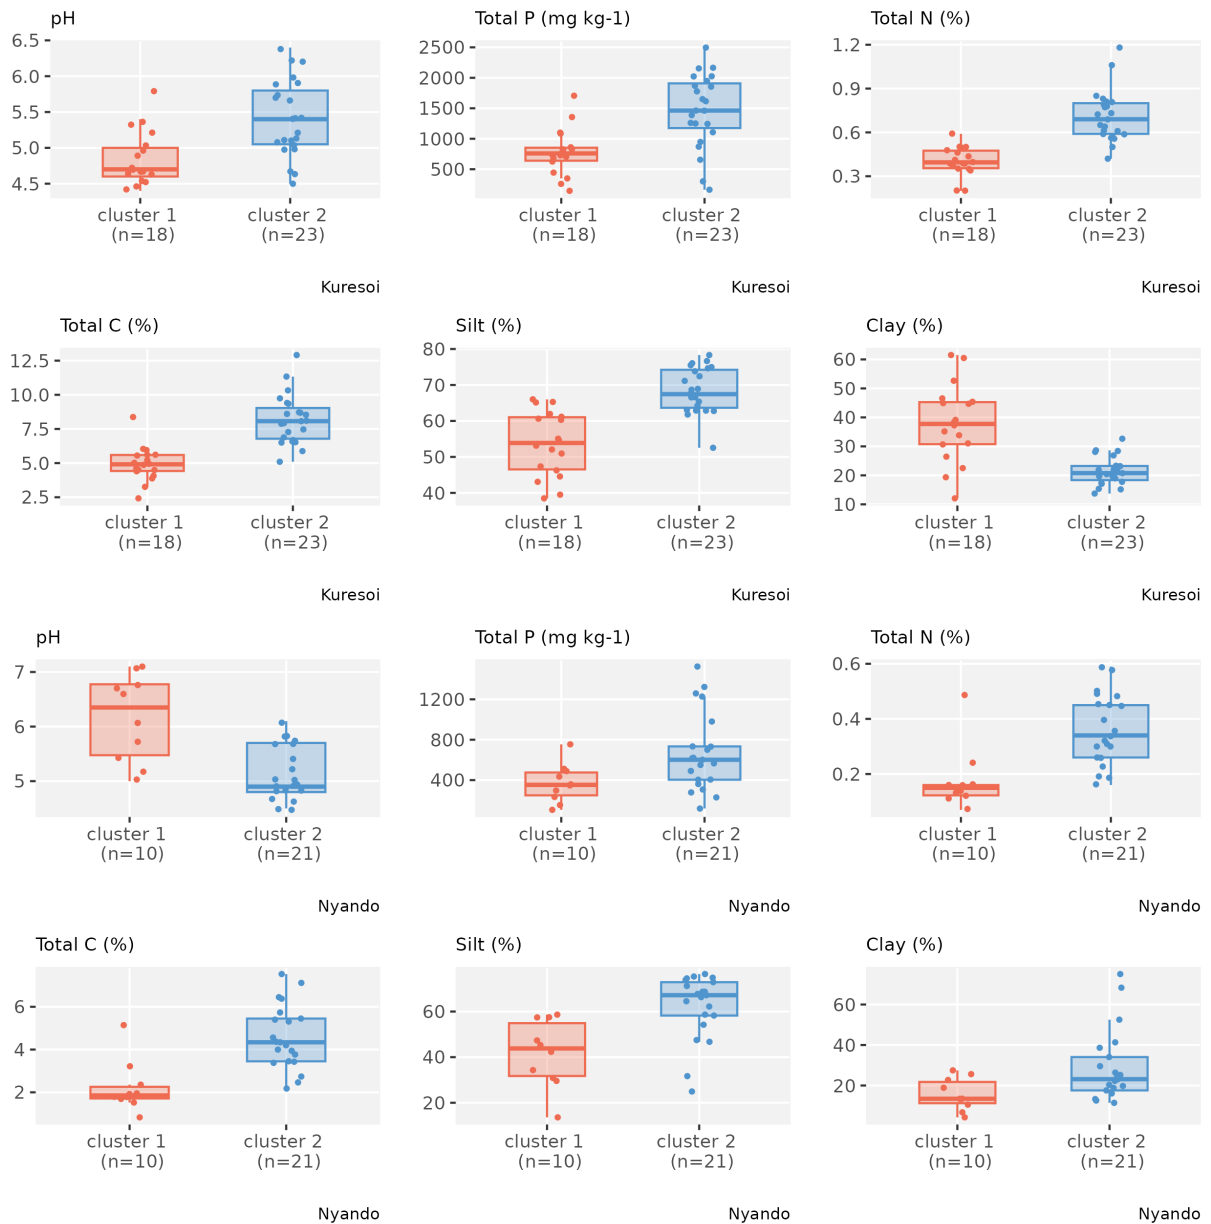 pH
Total P (mg kg-1)
Total N (%)
6.5
6.0
5.5
5.0
4.5
2500
2000
1500
1000
500
1.2
0.9
0.6
0.3
cluster 1
(n=18)
cluster 2
(n=23)
cluster 1
(n=18)
cluster 2
(n=23)
cluster 1
(n=18)
cluster 2
(n=23)
Kuresoi
Kuresoi
Kuresoi
Total C (%)
Silt (%)
Clay (%)
12.5
10.0
7.5
5.0
2.5
80
70
60
50
40
60
50
40
30
20
10
cluster 1
(n=18)
cluster 2
(n=23)
cluster 1
(n=18)
cluster 2
(n=23)
cluster 1
(n=18)
cluster 2
(n=23)
Kuresoi
Kuresoi
Kuresoi
pH
Total P (mg kg-1)
Total N (%)
7
6
5
1200
800
400
0.6
0.4
0.2
cluster 1
(n=10)
cluster 2
(n=21)
cluster 1
(n=10)
cluster 2
(n=21)
cluster 1
(n=10)
cluster 2
(n=21)
Nyando
Nyando
Nyando
Total C (%)
Silt (%)
Clay (%)
6
4
2
60
40
20
60
40
20
cluster 1
(n=10)
cluster 2
(n=21)
cluster 1
(n=10)
cluster 2
(n=21)
cluster 1
(n=10)
cluster 2
(n=21)
Nyando
Nyando
Nyando